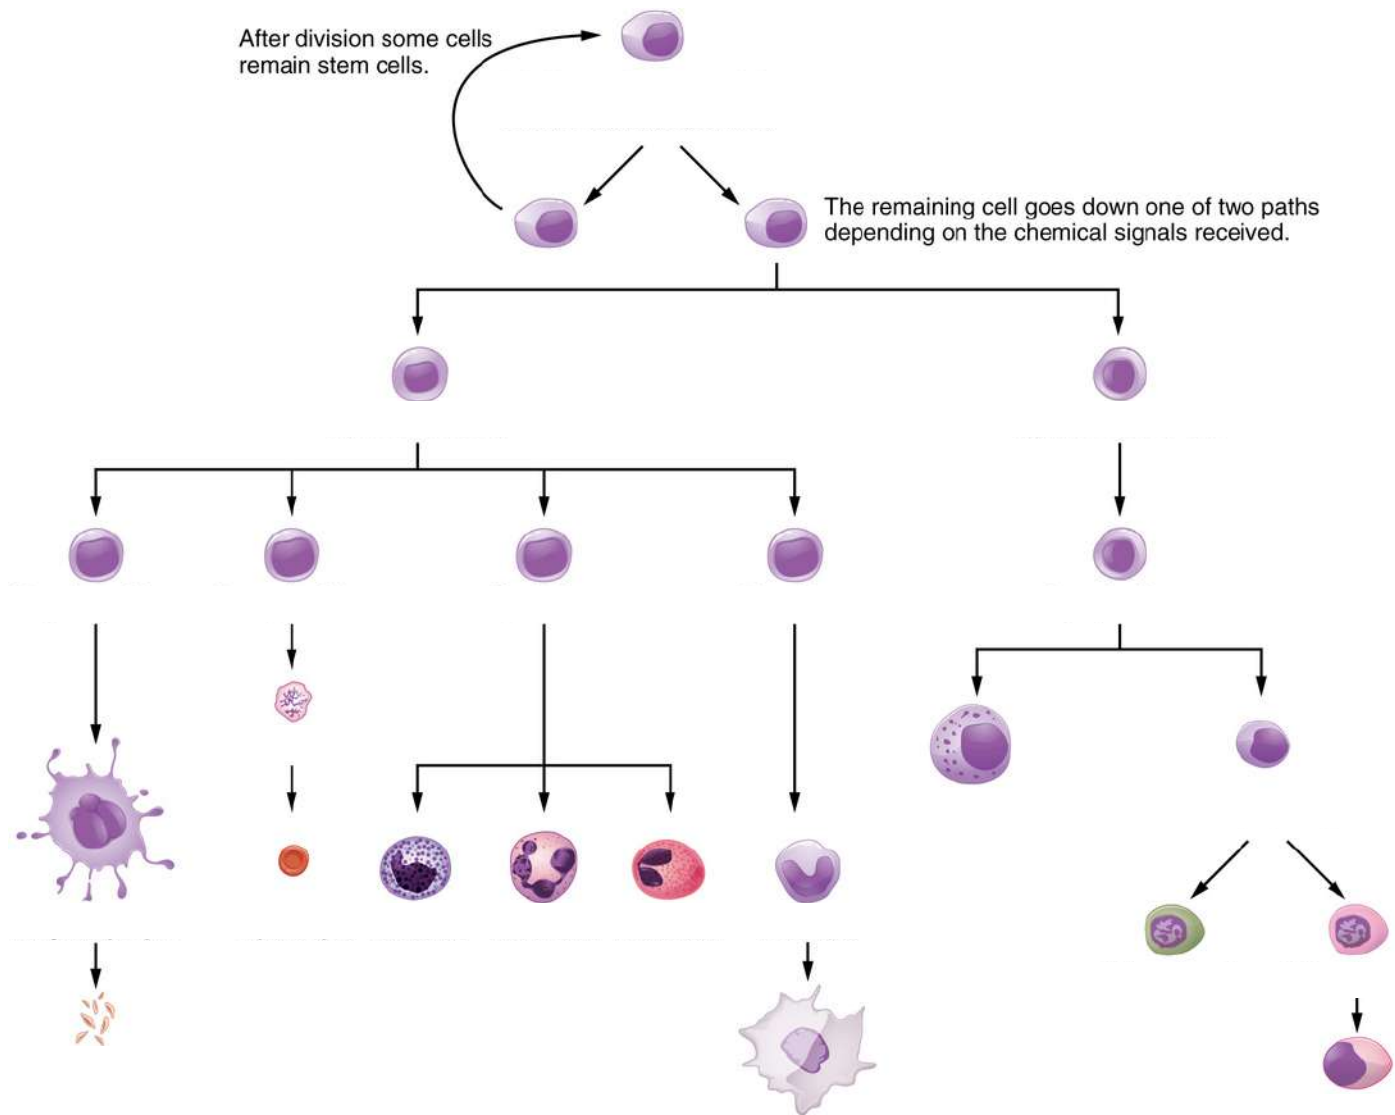 After division some cells
remain stem cells.
The remaining cell goes down one of two paths
depending on the chemical signals received.